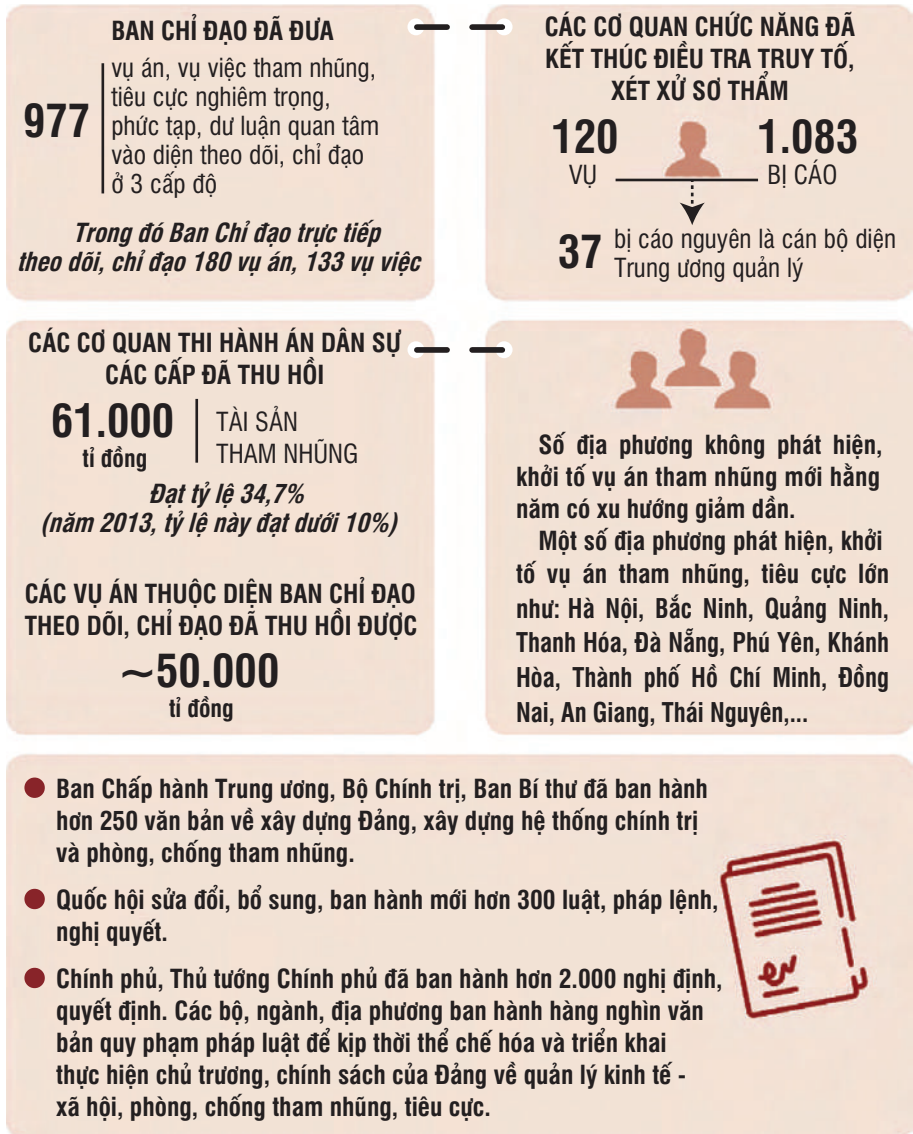 BAN CHỈ ĐẠO ĐÃ ĐƯA
977
vụ án, vụ việc tham nhũng,
tiêu cực nghiêm trọng,
phức tạp, dư luận quan tâm
vào diện theo dõi, chỉ đạo
ở 3 cấp độ
Trong đó Ban Chỉ đạo trực tiếp
theo dõi, chỉ đạo 180 vụ án, 133 vụ việc
CÁC CƠ QUAN CHỨC NĂNG ĐÃ
KẾT THÚC ĐIỀU TRA TRUY TỐ,
XÉT XỬ SƠ THẨM
120
VỤ
1.083
BỊ CÁO
37
bị cáo nguyên là cán bộ diện
Trung ương quản lý
CÁC CƠ QUAN THI HÀNH ÁN DÂN SỰ
CÁC CẤP ĐÃ THU HỒI
61.000
tỉ đồng
TÀI SẢN
THAM NHŨNG
Đạt tỷ lệ 34,7%
(năm 2013, tỷ lệ này đạt dưới 10%)
CÁC VỤ ÁN THUỘC DIỆN BAN CHỈ ĐẠO
THEO DÕI, CHỈ ĐẠO ĐÃ THU HỒI ĐƯỢC
~50.000
tỉ đồng
Số địa phương không phát hiện,
khởi tố vụ án tham nhũng mới hằng
năm có xu hướng giảm dần.
Một số địa phương phát hiện, khởi
tố vụ án tham nhũng, tiêu cực lớn
như: Hà Nội, Bắc Ninh, Quảng Ninh,
Thanh Hóa, Đà Nẵng, Phú Yên, Khánh
Hòa, Thành phố Hồ Chí Minh, Đồng
Nai, An Giang, Thái Nguyên,...
Ban Chấp hành Trung ương, Bộ Chính trị, Ban Bí thư đã ban hành
hơn 250 văn bản về xây dựng Đảng, xây dựng hệ thống chính trị
và phòng, chống tham nhũng.
Quốc hội sửa đổi, bổ sung, ban hành mới hơn 300 luật, pháp lệnh,
nghị quyết.
Chính phủ, Thủ tướng Chính phủ đã ban hành hơn 2.000 nghị định,
quyết định. Các bộ, ngành, địa phương ban hành hàng nghìn văn
bản quy phạm pháp luật để kịp thời thể chế hóa và triển khai
thực hiện chủ trương, chính sách của Đảng về quản lý kinh tế -
xã hội, phòng, chống tham nhũng, tiêu cực.